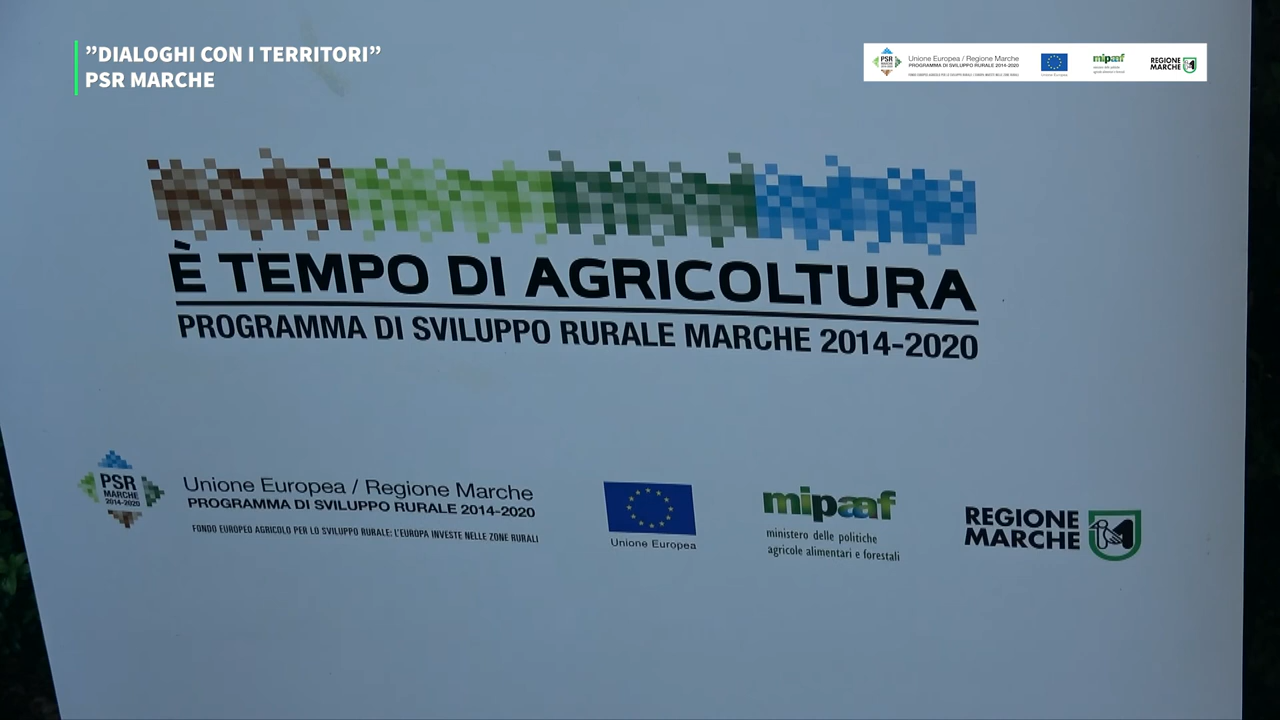 ”DIALOGHI CON I TERRITORI”
PSR MARCHE
PSR
Unione Europea / Regione Marche
PROGRAMMA DI SVILUPPO RURALE 2014-2020
mipaaf
REGIONE
MARCHE
È TEMPO DI AGRICOLTURA
PROGRAMMA DI SVILUPPO RURALE MARCHE 2014-2020
PSR
MARCHE
2014-2020
Unione Europea / Regione Marche
PROGRAMMA DI SVILUPPO RURALE 2014-2020
FONDO EUROPEO AGRICOLO PER LO SVILUPPO RURALE: L'EUROPA INVESTE NELLE ZONE RURALI
Unione Europea
mipaaf
ministero delle politiche
agricole alimentari e forestali
REGIONE
MARCHE